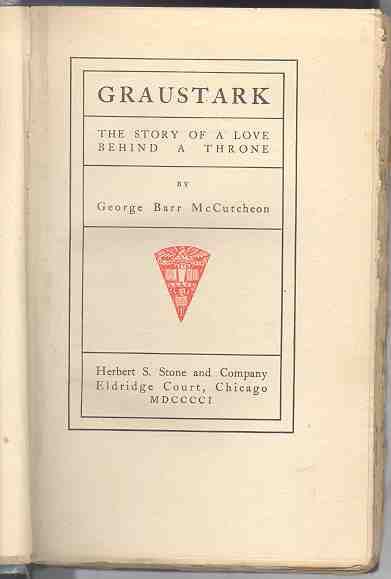 GRAUSTARK
THE STORY OF A LOVE
BEHIND A THRONE
BY
George Barr McCutcheon
Herbert S. Stone and Company
Eldridge Court, Chicago
MDCCCCI